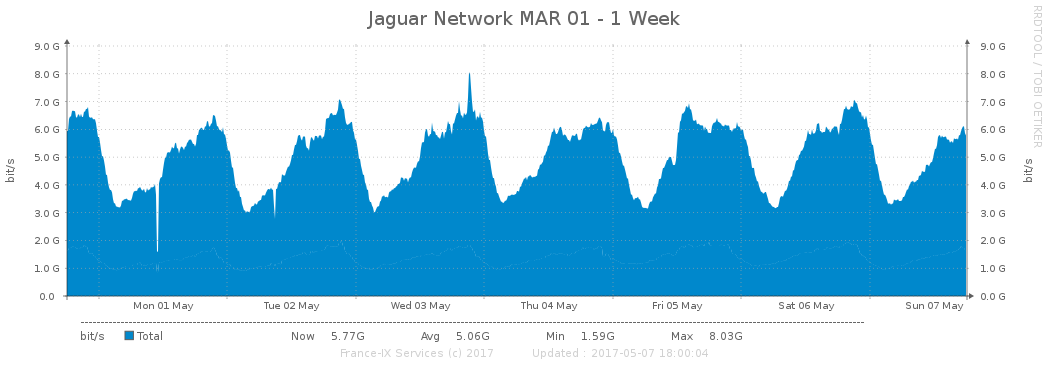 Jaguar Network MAR 01 - 1 Week
RRDTOOL / TOBI OETIKER
bit/s
9.0 G 9.0 G
8.0 G 8.0 G
7.0 G 7.0 G
6.0 G 6.0 G
5.0 G 5.0 G
4.0 G 4.0 G
3.0 G 3.0 G
2.0 G 2.0 G
1.0 G 1.0 G
0.0 0.0 G
bit/s
Mon 01 May Tue 02 May Wed 03 May Thu 04 May Fri 05 May Sat 06 May Sun 07 May
bit/s Total Now 5.77G Avg 5.06G Min 1.59G Max 8.03G
France-IX Services (c) 2017 Updated : 2017-05-07 18:00:04